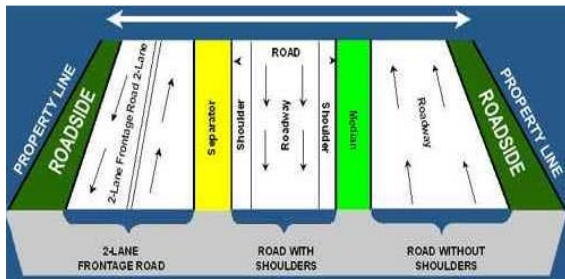 PROPERTY LINE
ROADSIDE
2-Lane Frontage Road 2-Lane
Separator
ROAD
Shoulder
Roadway
Shoulder
Median
Roadway
ROADSIDE
PROPERTY LINE
2-LANE
FRONTAGE ROAD
ROAD WITH
SHOULDERS
ROAD WITHOUT
SHOULDERS